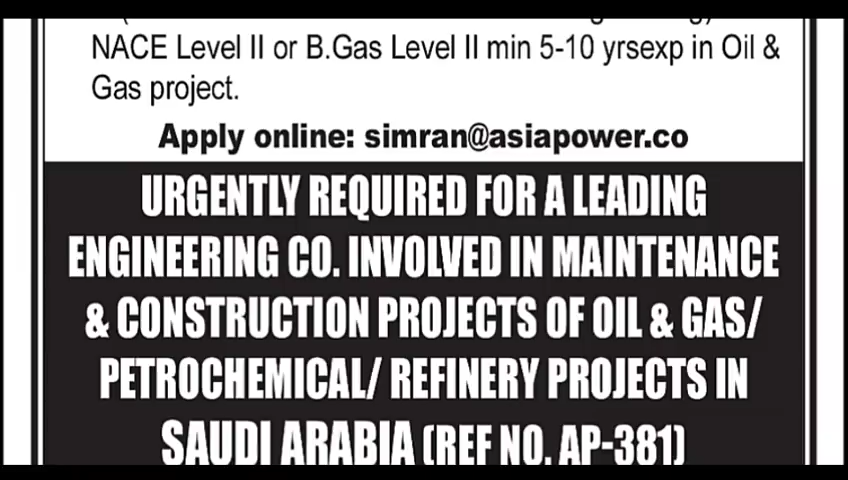 NACE Level II or B.Gas Level II min 5-10 yrsexp in Oil &
Gas project.
Apply online: simran@asiapower.co
URGENTLY REQUIRED FOR A LEADING
ENGINEERING CO. INVOLVED IN MAINTENANCE
& CONSTRUCTION PROJECTS OF OIL & GAS/
PETROCHEMICAL/ REFINERY PROJECTS IN
SAUDI ARABIA (REF NO. AP-381)